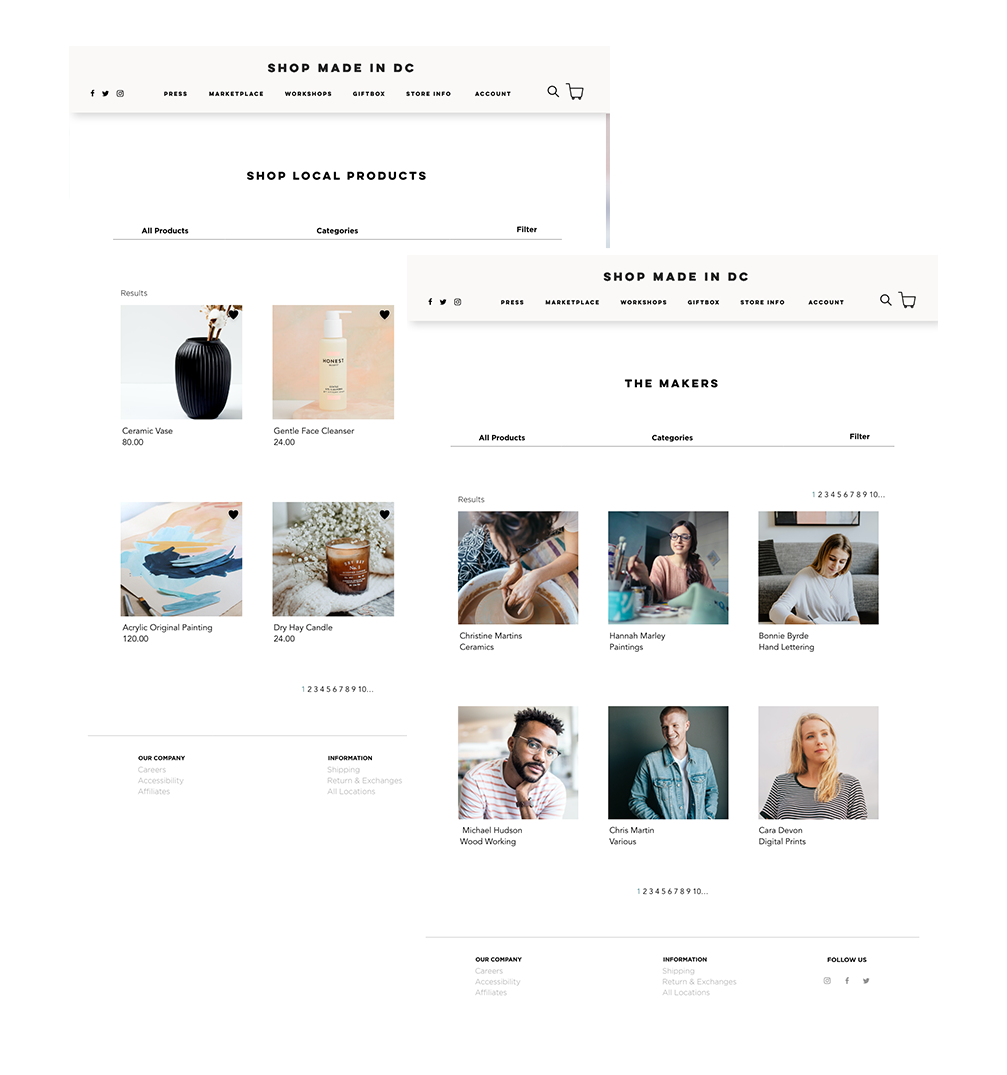 SHOP MADE IN DC
PRESS MARKETPLACE WORKSHOPS GIFTBOX STORE INFO ACCOUNT
SHOP LOCAL PRODUCTS
All Products Categories Filter
Results
HONEST
Ceramic Vase
80.00
Gentle Face Cleanser
24.00
No. 2
Acrylic Original Painting
120.00
Dry Hay Candle
24.00
1 2 3 4 5 6 7 8 9 10...
OUR COMPANY
Careers
Accessibility
Affiliates
INFORMATION
Shipping
Return & Exchanges
All Locations
SHOP MADE IN DC
PRESS MARKETPLACE WORKSHOPS GIFTBOX STORE INFO ACCOUNT
THE MAKERS
All Products Categories Filter
1 2 3 4 5 6 7 8 9 10...
Results
Christine Martins
Ceramics
Hannah Marley
Paintings
Bonnie Byrde
Hand Lettering
Michael Hudson
Wood Working
Chris Martin
Various
Cara Devon
Digital Prints
1 2 3 4 5 6 7 8 9 10...
OUR COMPANY
Careers
Accessibility
Affiliates
INFORMATION
Shipping
Return & Exchanges
All Locations
FOLLOW US